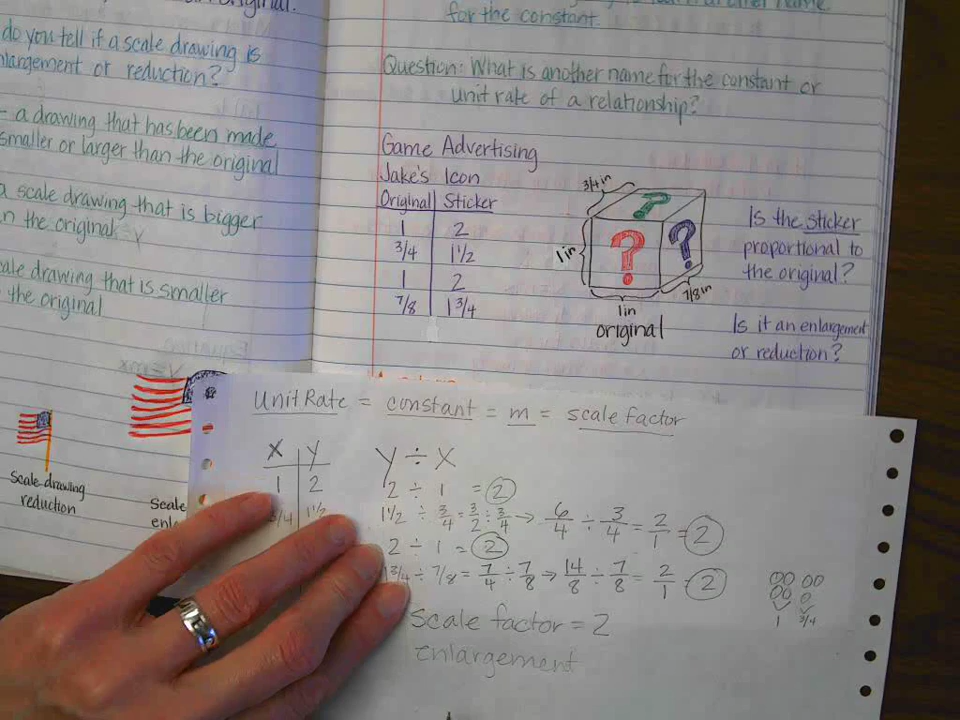 original.
do you tell if a scale drawing is
enlargement or reduction?
= a drawing that has been made
smaller or larger than the original
a scale drawing that is bigger
the original
drawing that is smaller
the original
Scale drawing
reduction
Scale
for the constant.
Question: What is another name for the constant or
unit rate of a relationship?
Game Advertising
Jake's Icon
Original Sticker
1 2
3/4 1 1/2
1 2
7/8 1 3/4
3/4 in
? ? ?
1 in
1 in
7/8 in
original
Is the sticker
proportional to
the original?
Is it an enlargement
or reduction?
Unit Rate = constant = m = scale factor
X Y
1 2
3/4 1 1/2
Y ÷ X
2 ÷ 1 = 2
1 1/2 ÷ 3/4 = 3/2 ÷ 3/4 → 6/4 ÷ 3/4 = 2/1 = 2
2 ÷ 1 = 2
1 3/4 ÷ 7/8 = 7/4 ÷ 7/8 → 14/8 ÷ 7/8 = 2/1 = 2
1 3/4
scale factor = 2
enlargement